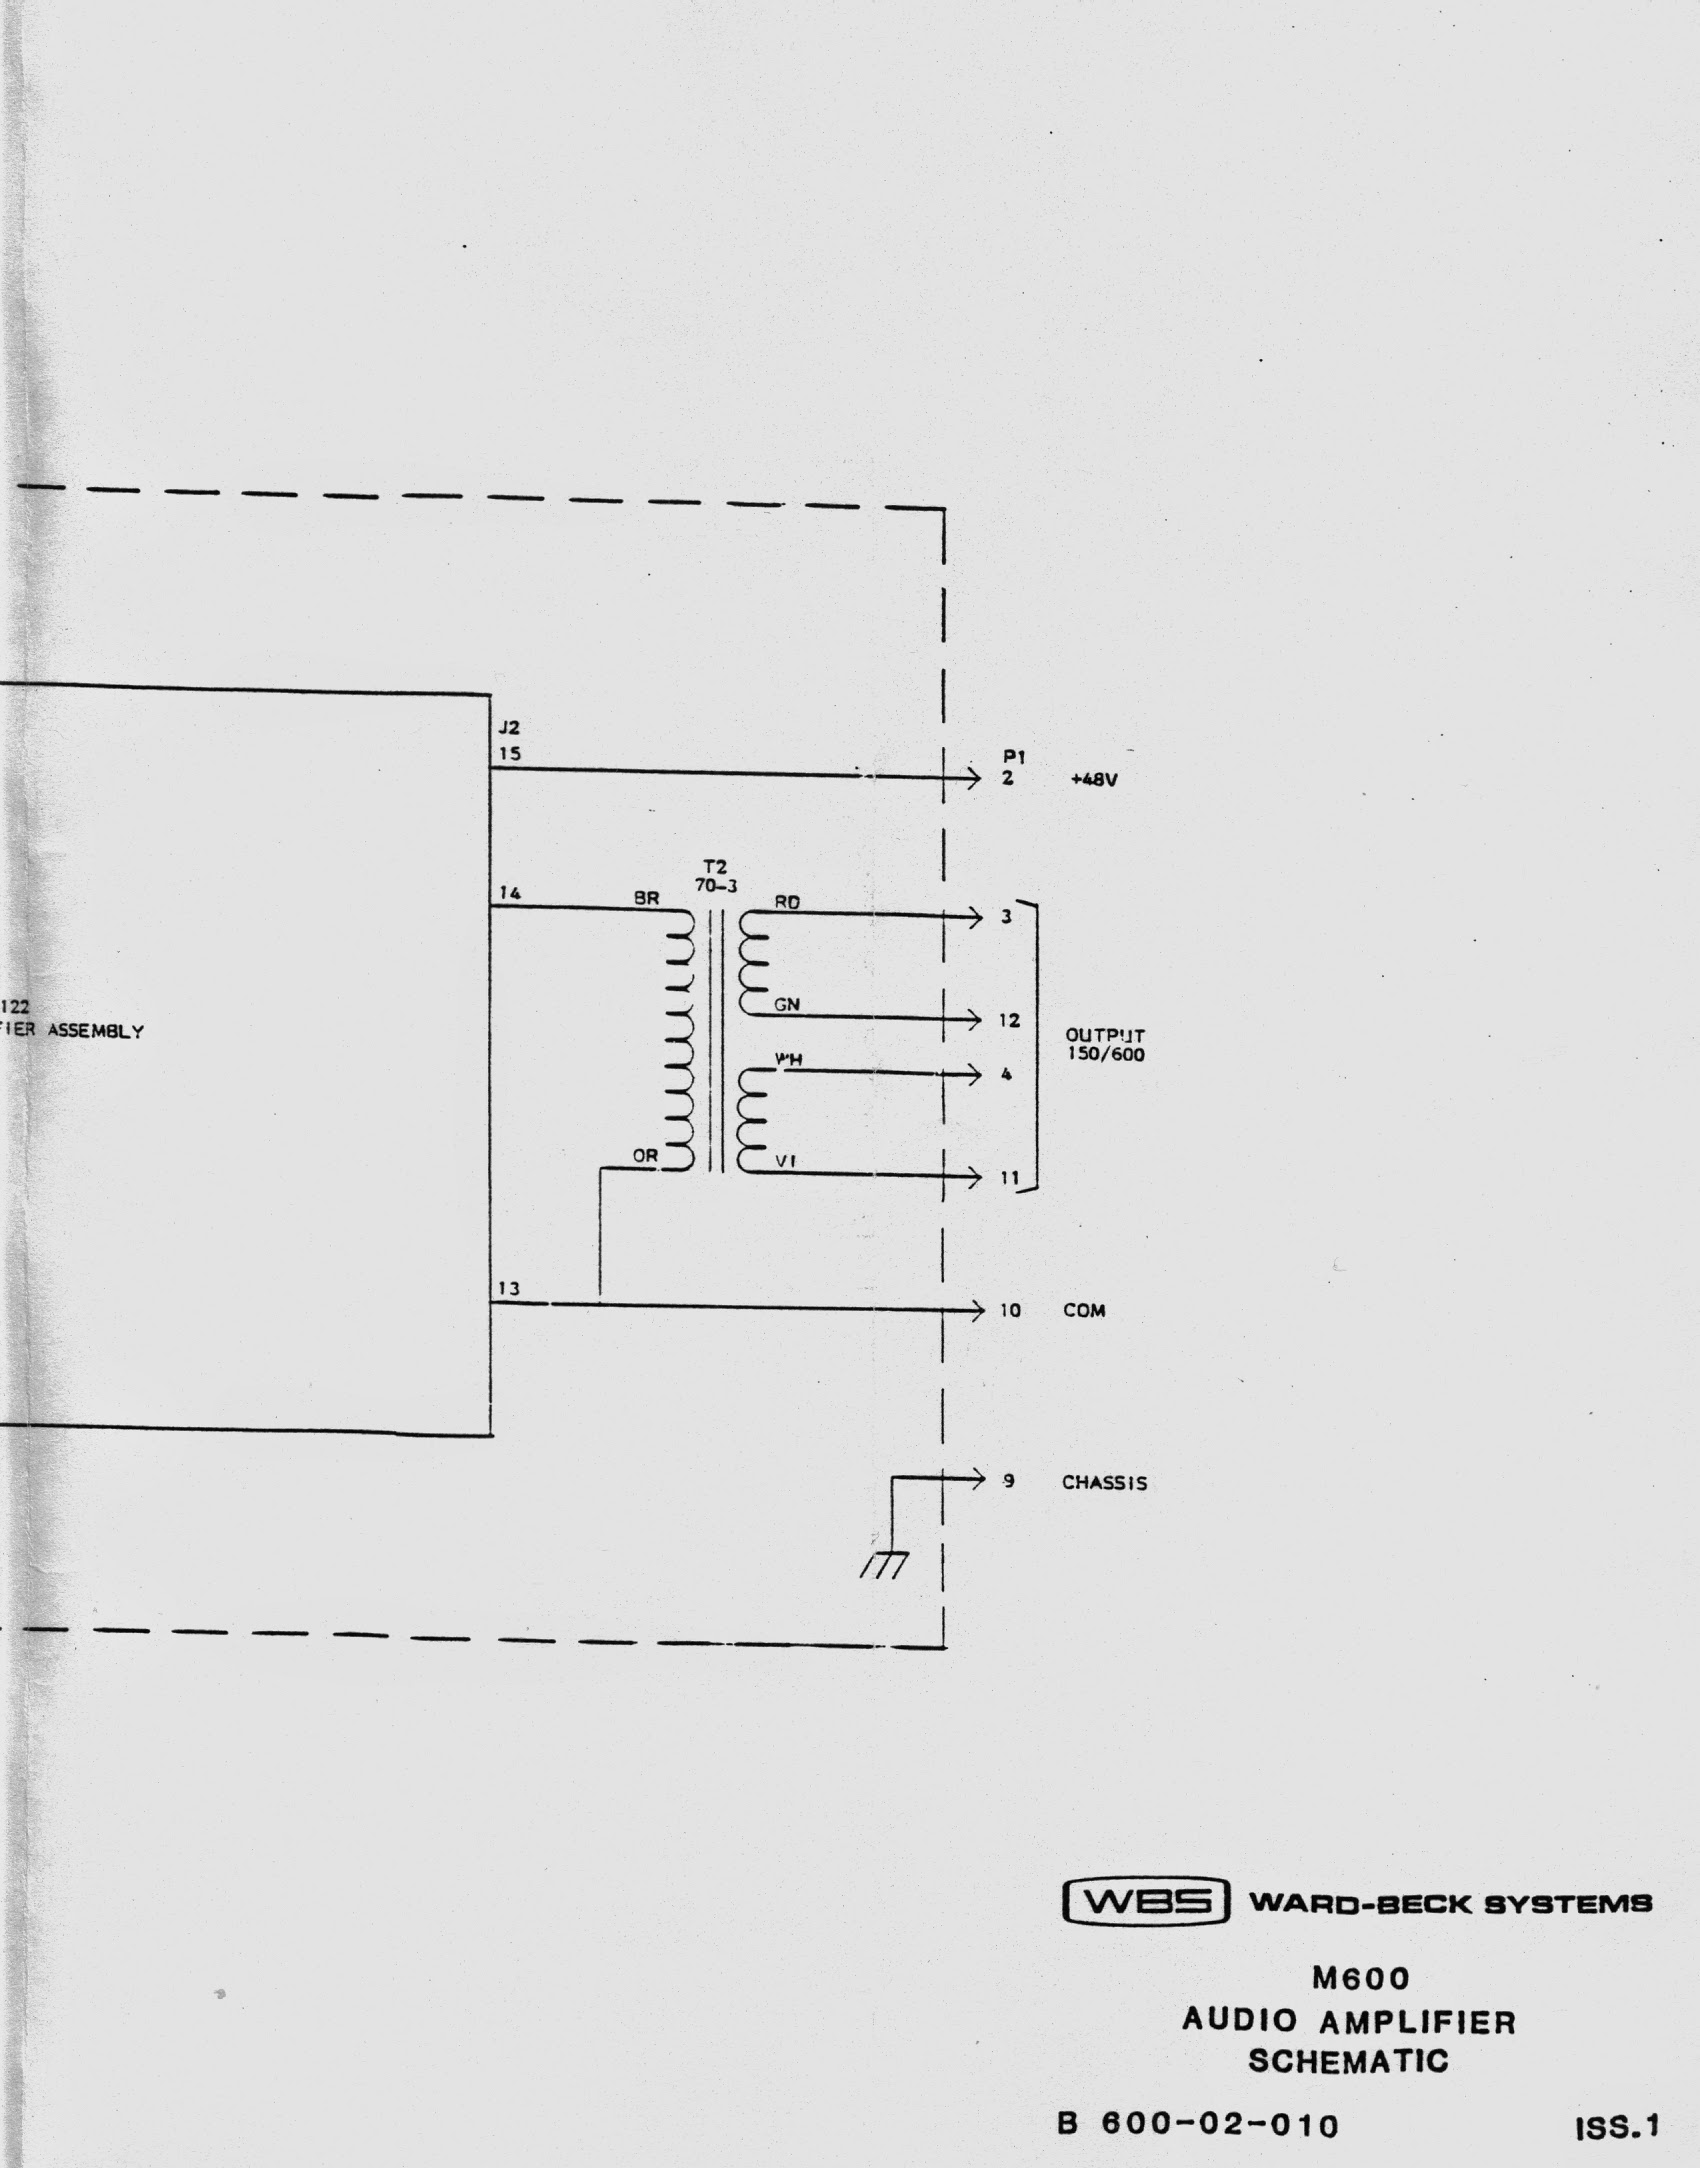 J2
15
P1
2 +48V
T2
70-3
14
BR
RD
3
GN
12
122
ASSEMBLY
OUTPUT
150/600
WH
4
OR
VI
11
13
10 COM
9 CHASSIS
WBS WARD-BECK SYSTEMS
M600
AUDIO AMPLIFIER
SCHEMATIC
B 600-02-010 ISS.1